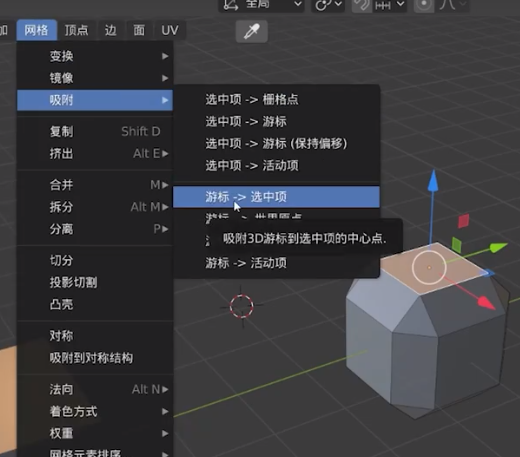 全局
网格 顶点 边 面 UV
变换
镜像
吸附
复制 Shift D
挤出 Alt E
合并 M
拆分 Alt M
分离 P
切分
投影切割
凸壳
对称
吸附到对称结构
法向 Alt N
着色方式
权重
网格元素排序
选中项 -> 栅格点
选中项 -> 游标
选中项 -> 游标 (保持偏移)
选中项 -> 活动项
游标 -> 选中项
游标 -> 世界原点
吸附3D游标到选中项的中心点.
游标 -> 活动项